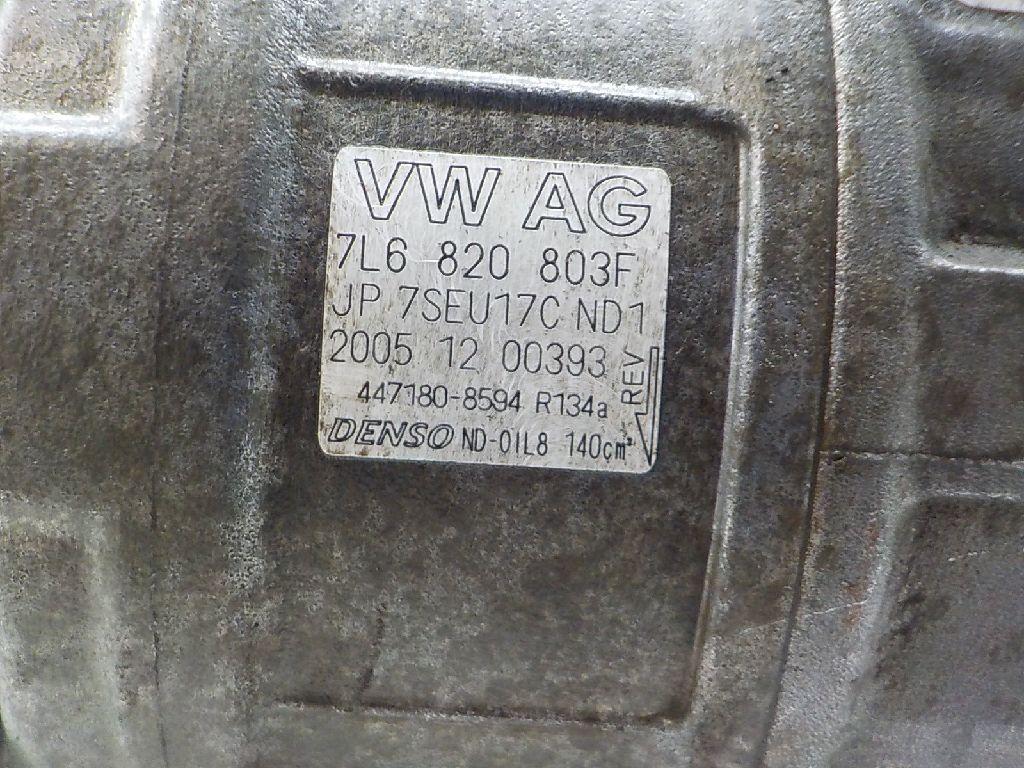 VW AG
7L6 820 803F
JP 7SEU17C ND1
2005 12 00393
REV
447180-8594 R134a
DENSO ND-OIL8 140cm³